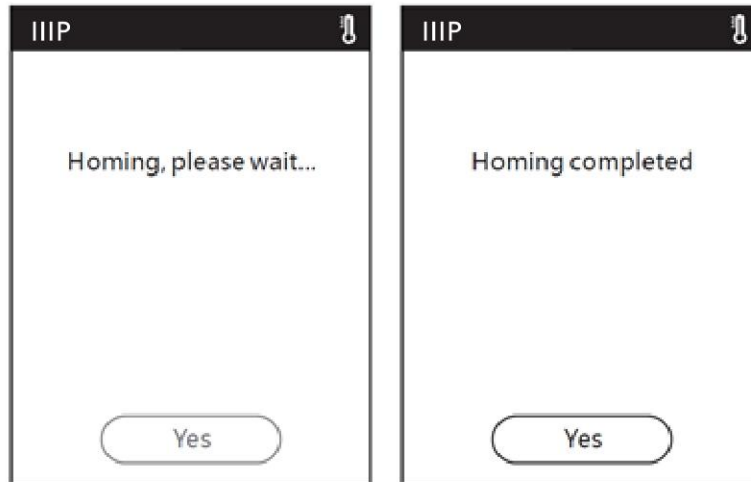 IIIP
Homing, please wait...
Yes
IIIP
Homing completed
Yes